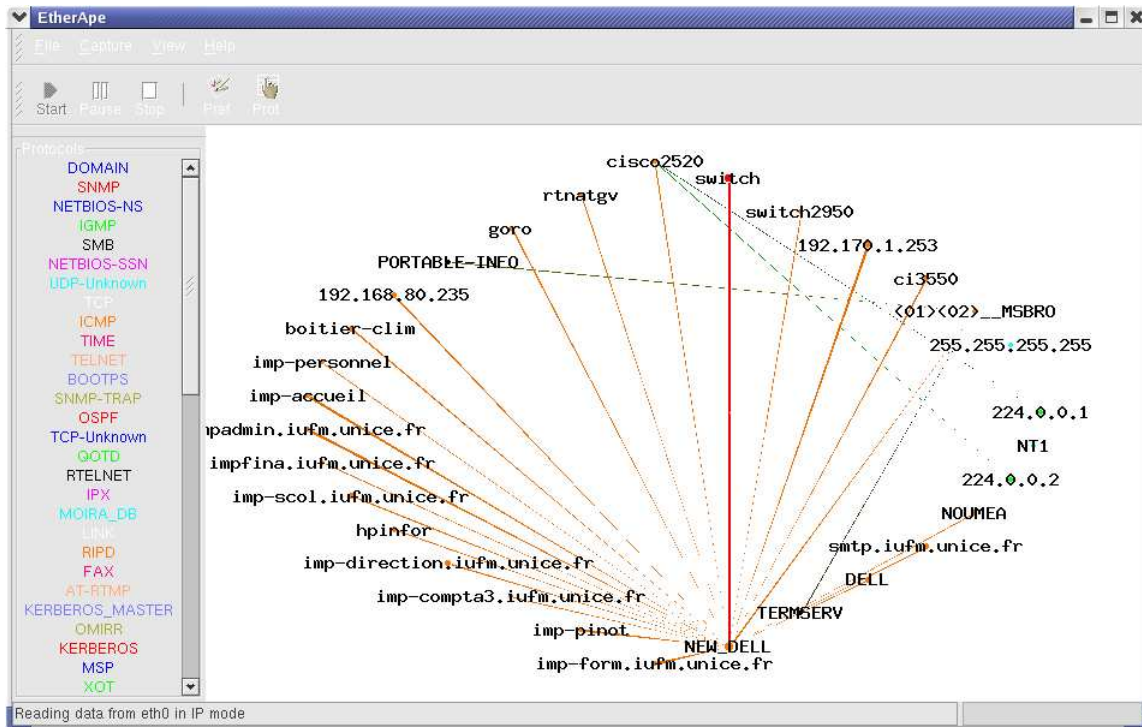 EtherApe
File Capture View Help
Start Pause Stop Pref Prot
Protocols
DOMAIN
SNMP
NETBIOS-NS
IGMP
SMB
NETBIOS-SSN
UDP-Unknown
TCP
ICMP
TIME
TELNET
BOOTPS
SNMP-TRAP
OSPF
TCP-Unknown
QOTD
RTELNET
IPX
MOIRA_DB
LINK
RIPD
FAX
AT-RTMP
KERBEROS_MASTER
OMIRR
KERBEROS
MSP
XOT
cisco2520
switch
rtnatgv
switch2950
goro
192.170.1.253
PORTABLE-INFO
ci3550
192.168.80.235
<01><02>__MSBRO
boitier-clim
255.255.255.255
imp-personnel
imp-accueil
224.0.0.1
npadmin.iufm.unice.fr
NT1
impfina.iufm.unice.fr
224.0.0.2
imp-scol.iufm.unice.fr
NOUMEA
hpinfor
smtp.iufm.unice.fr
imp-direction.iufm.unice.fr
DELL
imp-compta3.iufm.unice.fr
TERMSERV
imp-pinot
NEW_DELL
imp-form.iufm.unice.fr
Reading data from eth0 in IP mode